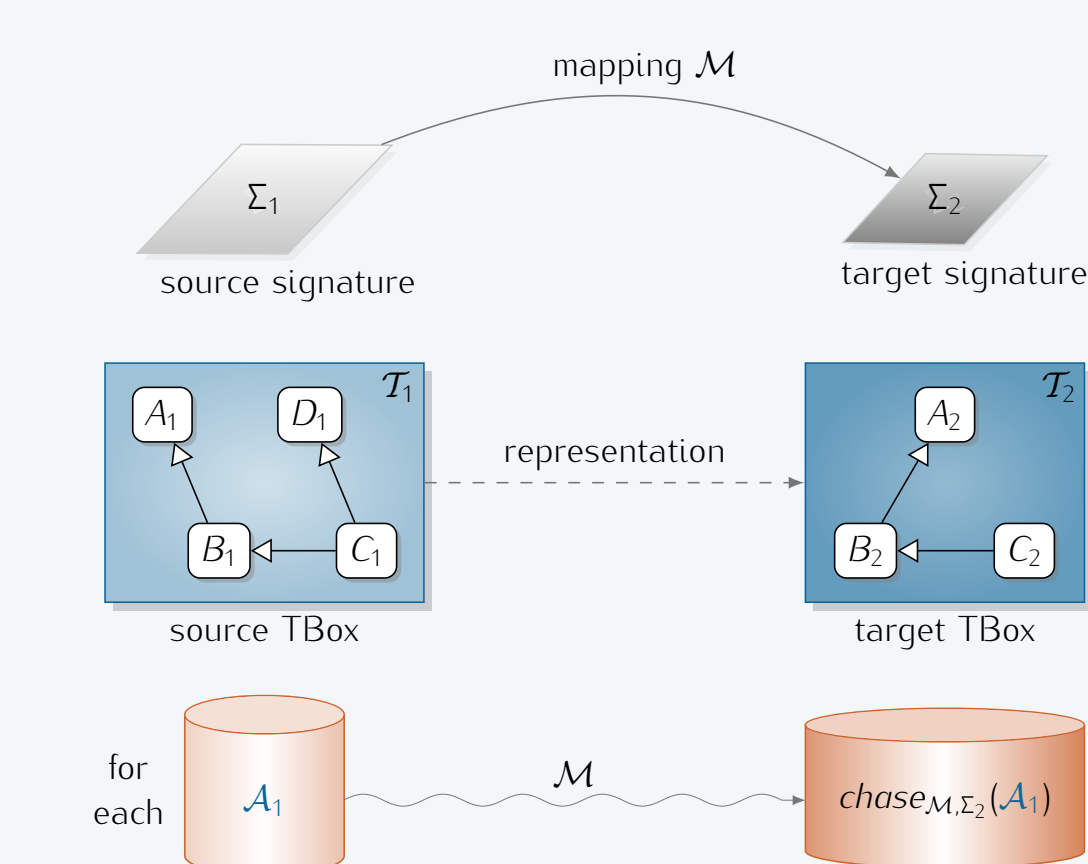 mapping ℳ
Σ₁
Σ₂
source signature
target signature
𝒯₁
𝒯₂
A₁
D₁
A₂
representation
B₁
C₁
B₂
C₂
source TBox
target TBox
for
each
𝒜₁
ℳ
chase_{ℳ,Σ₂}(𝒜₁)